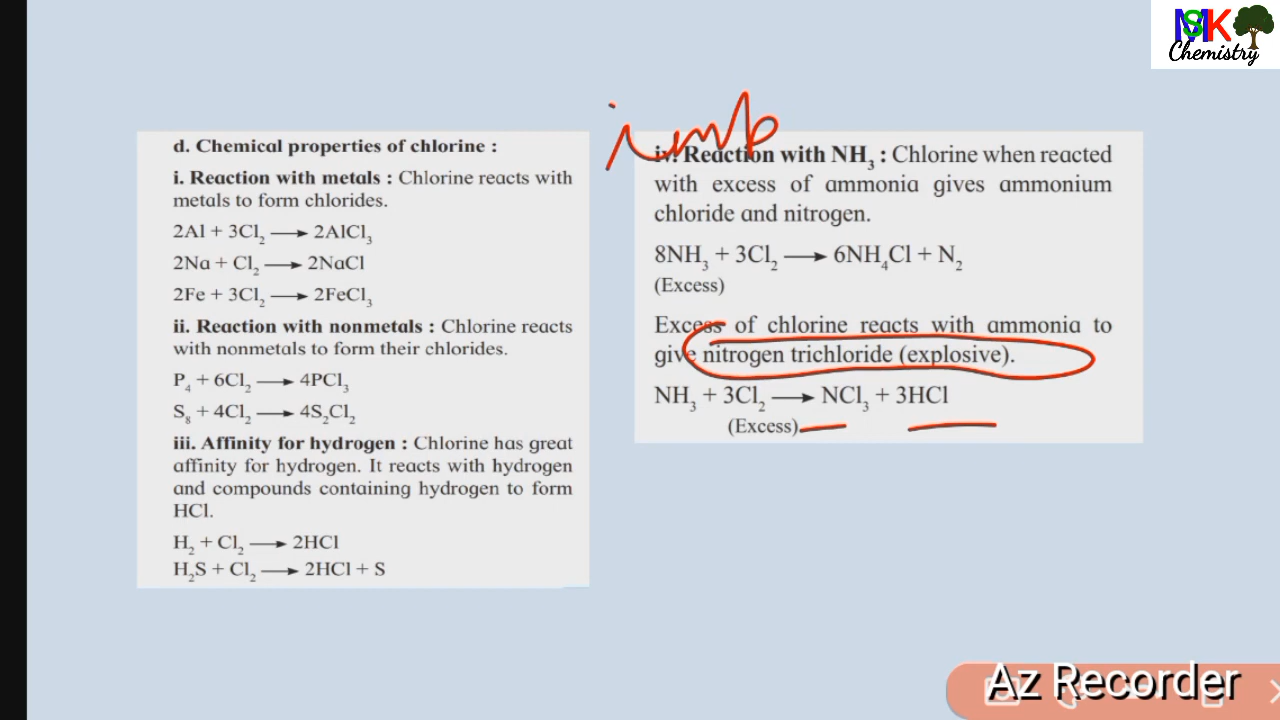 MSK
Chemistry
imp
d. Chemical properties of chlorine :
i. Reaction with metals : Chlorine reacts with
metals to form chlorides.
2Al + 3Cl₂ ⟶ 2AlCl₃
2Na + Cl₂ ⟶ 2NaCl
2Fe + 3Cl₂ ⟶ 2FeCl₃
ii. Reaction with nonmetals : Chlorine reacts
with nonmetals to form their chlorides.
P₄ + 6Cl₂ ⟶ 4PCl₃
S₈ + 4Cl₂ ⟶ 4S₂Cl₂
iii. Affinity for hydrogen : Chlorine has great
affinity for hydrogen. It reacts with hydrogen
and compounds containing hydrogen to form
HCl.
H₂ + Cl₂ ⟶ 2HCl
H₂S + Cl₂ ⟶ 2HCl + S
iv. Reaction with NH₃ : Chlorine when reacted
with excess of ammonia gives ammonium
chloride and nitrogen.
8NH₃ + 3Cl₂ ⟶ 6NH₄Cl + N₂
(Excess)
Excess of chlorine reacts with ammonia to
give nitrogen trichloride (explosive).
NH₃ + 3Cl₂ ⟶ NCl₃ + 3HCl
(Excess)
Az Recorder